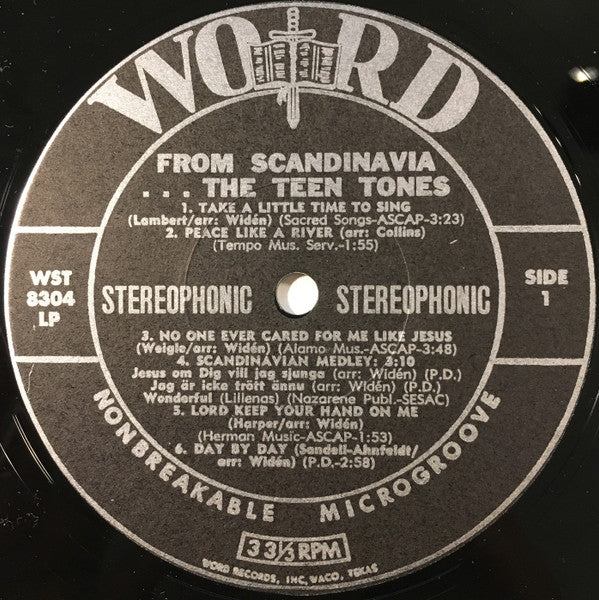 WORD
FROM SCANDINAVIA
. . . THE TEEN TONES
1. TAKE A LITTLE TIME TO SING
(Lambert/arr: Widén) (Sacred Songs-ASCAP-3:23)
2. PEACE LIKE A RIVER (arr: Collins)
(Tempo Mus. Serv.-1:55)
WST
8304
LP
STEREOPHONIC
STEREOPHONIC
SIDE
1
3. NO ONE EVER CARED FOR ME LIKE JESUS
(Weigle/arr: Widén) (Alamo Mus.-ASCAP-3:48)
4. SCANDINAVIAN MEDLEY: 3:10
Jesus om Dig vill jag sjunga (arr: Widén) (P.D.)
Jag är icke trött ännu (arr: Widén) (P.D.)
Wonderful (Lillenas) (Nazarene Publ.-SESAC)
5. LORD KEEP YOUR HAND ON ME
(Harper/arr: Widén)
(Herman Music-ASCAP-1:53)
6. DAY BY DAY (Sandell-Ahnfeldt/
arr: Widén) (P.D.-2:58)
NONBREAKABLE MICROGROOVE
33⅓ RPM
WORD RECORDS, INC, WACO, TEXAS